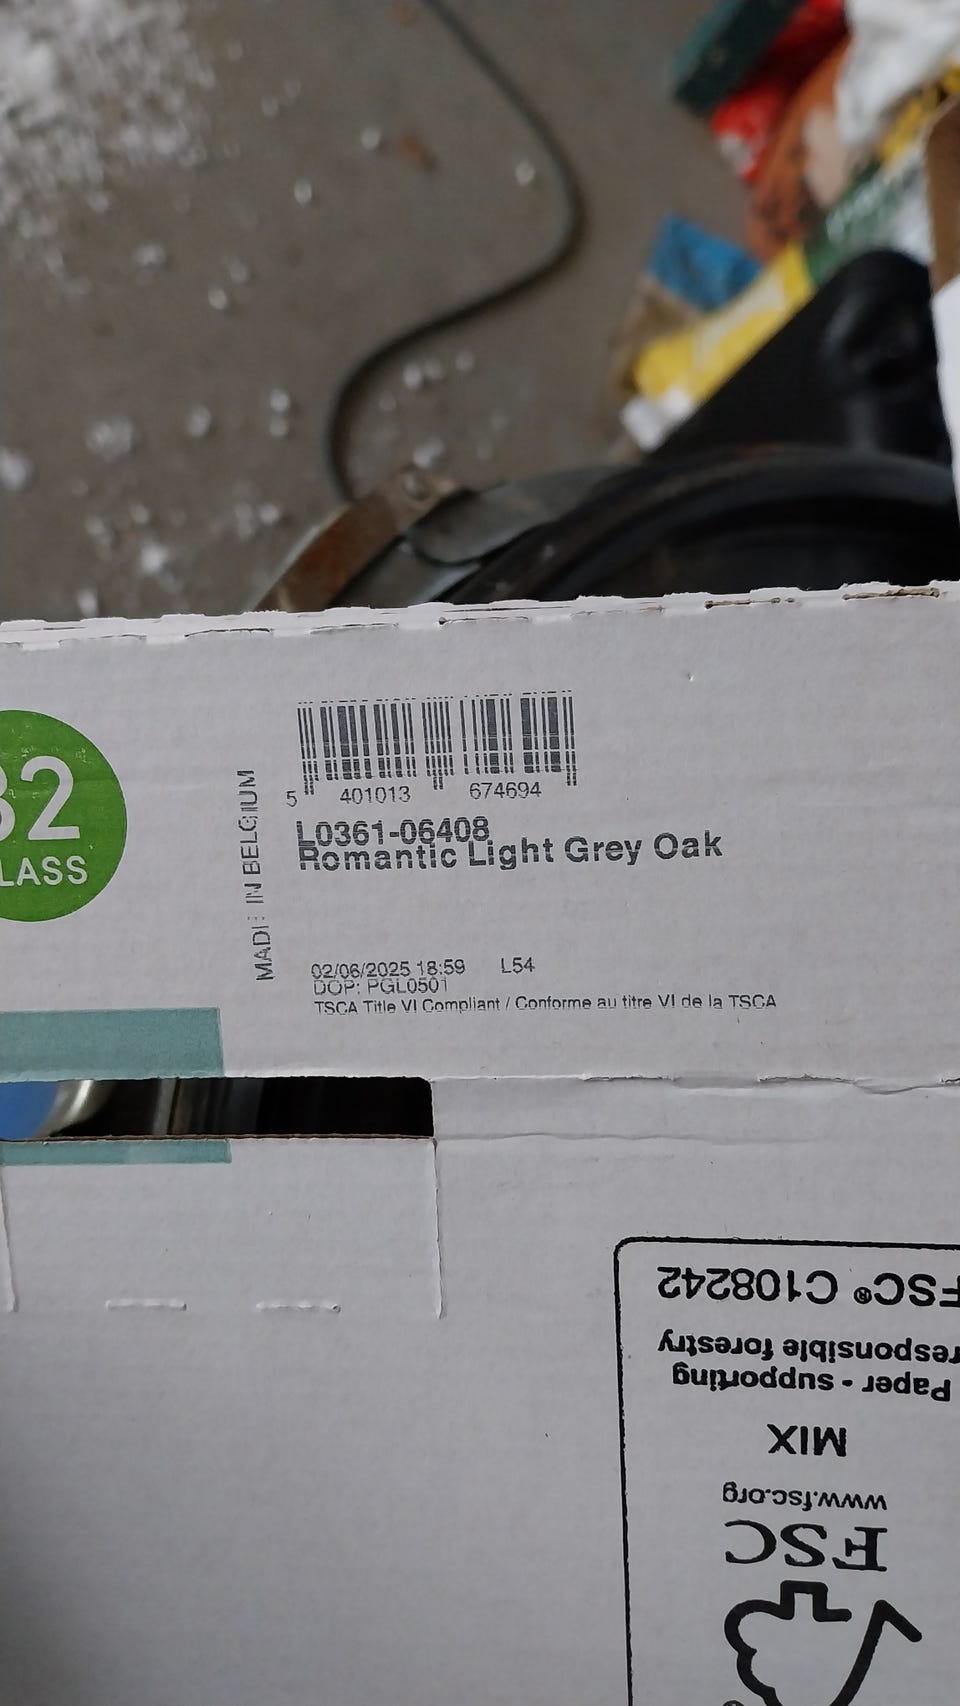 32
CLASS
MADE IN BELGIUM
5 401013 674694
L0361-06408
Romantic Light Grey Oak
02/06/2025 18:59 L54
DOP: PGL0501
TSCA Title VI Compliant / Conforme au titre VI de la TSCA
FSC
www.fsc.org
MIX
Paper - supporting
responsible forestry
FSC® C108242